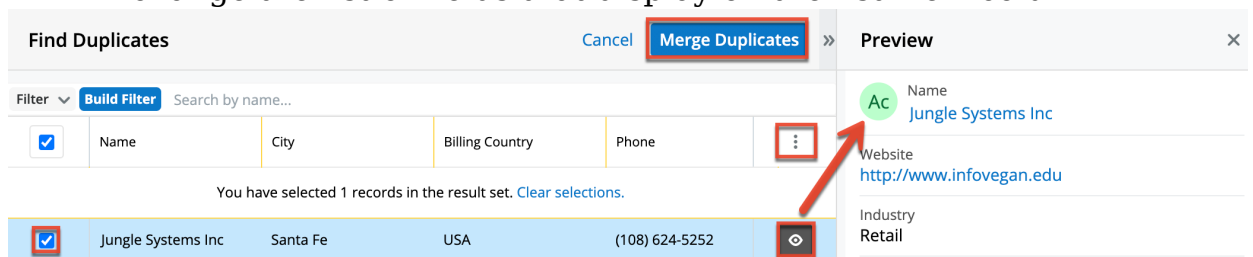 Find Duplicates Cancel Merge Duplicates » Preview ×
Filter Build Filter Search by name...
Ac Name
Jungle Systems Inc
Name City Billing Country Phone
Website
http://www.infovegan.edu
You have selected 1 records in the result set. Clear selections.
Industry
Retail
Jungle Systems Inc Santa Fe USA (108) 624-5252